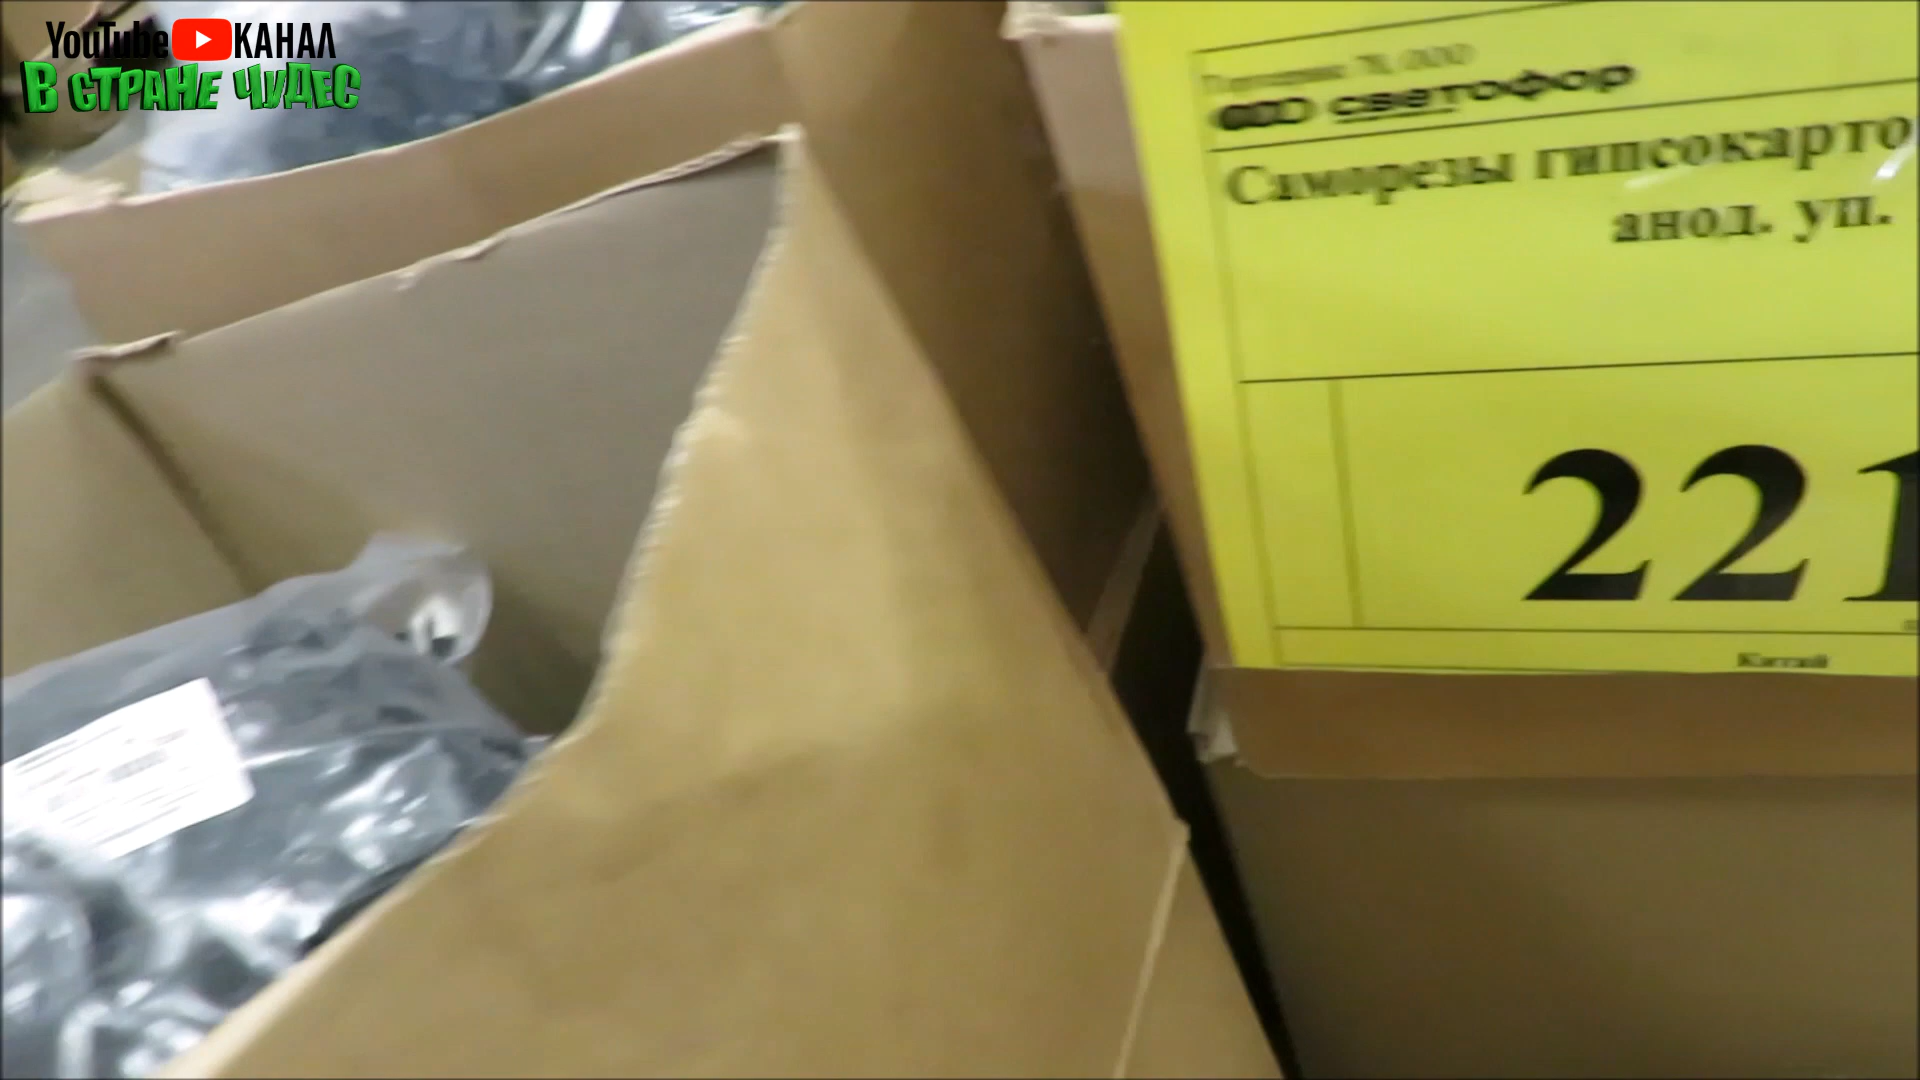 YouTube КАНАЛ
В СТРАНЕ ЧУДЕС
ООО светофор
Саморезы гипсокарто
анод. уп.
221
Китай